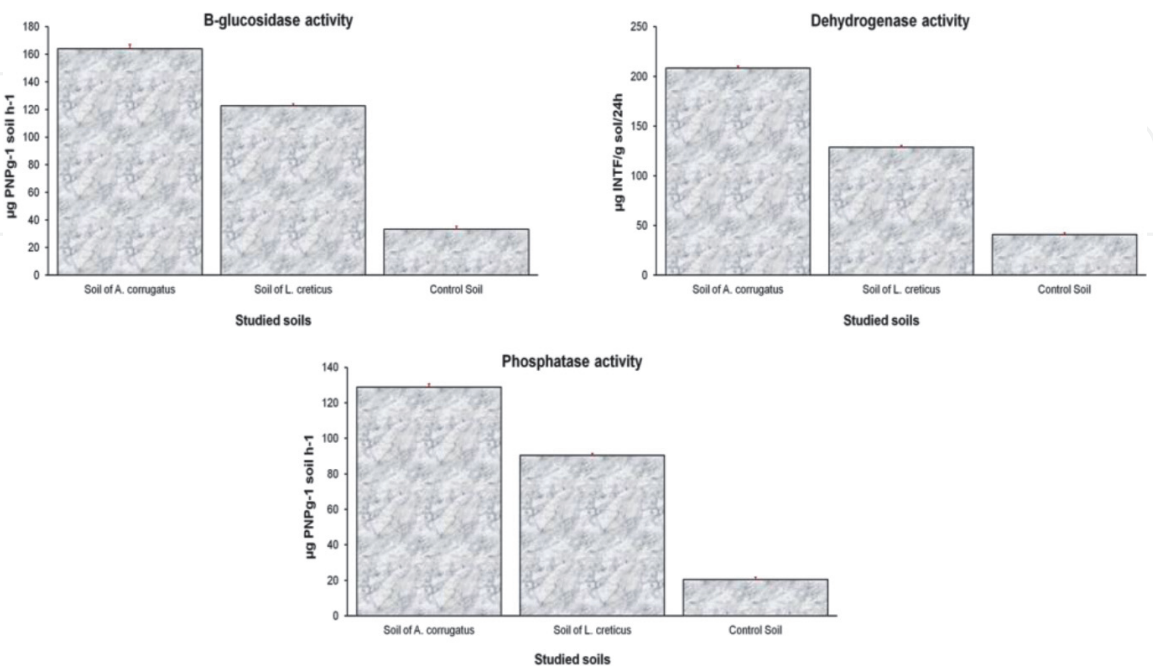 B-glucosidase activity
180
160
140
120
100
80
60
40
20
0
µg PNPg-1 soil h-1
Soil of A. corrugatus
Soil of L. creticus
Control Soil
Studied soils
Dehydrogenase activity
250
200
150
100
50
0
µg INTF/g sol/24h
Soil of A. corrugatus
Soil of L. creticus
Control Soil
Studied soils
Phosphatase activity
140
120
100
80
60
40
20
0
µg PNPg-1 soil h-1
Soil of A. corrugatus
Soil of L. creticus
Control Soil
Studied soils